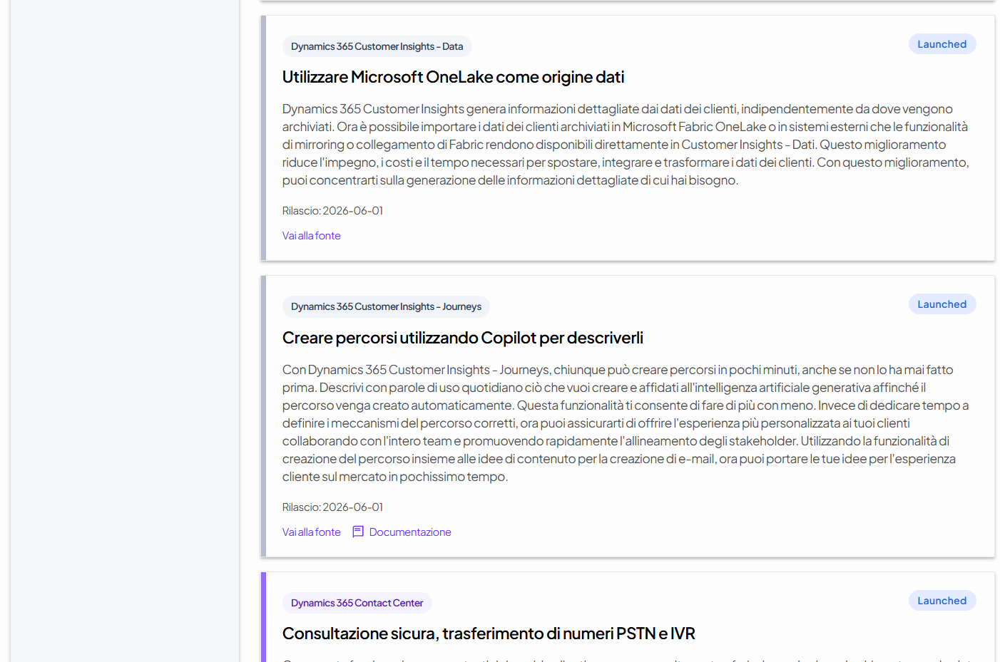 Dynamics 365 Customer Insights - Data
Launched
Utilizzare Microsoft OneLake come origine dati
Dynamics 365 Customer Insights genera informazioni dettagliate dai dati dei clienti, indipendentemente da dove vengono
archiviati. Ora è possibile importare i dati dei clienti archiviati in Microsoft Fabric OneLake o in sistemi esterni che le funzionalità
di mirroring o collegamento di Fabric rendono disponibili direttamente in Customer Insights - Dati. Questo miglioramento
riduce l'impegno, i costi e il tempo necessari per spostare, integrare e trasformare i dati dei clienti. Con questo miglioramento,
puoi concentrarti sulla generazione delle informazioni dettagliate di cui hai bisogno.
Rilascio: 2026-06-01
Vai alla fonte
Dynamics 365 Customer Insights - Journeys
Launched
Creare percorsi utilizzando Copilot per descriverli
Con Dynamics 365 Customer Insights - Journeys, chiunque può creare percorsi in pochi minuti, anche se non lo ha mai fatto
prima. Descrivi con parole di uso quotidiano ciò che vuoi creare e affidati all'intelligenza artificiale generativa affinché il
percorso venga creato automaticamente. Questa funzionalità ti consente di fare di più con meno. Invece di dedicare tempo a
definire i meccanismi del percorso corretti, ora puoi assicurarti di offrire l'esperienza più personalizzata ai tuoi clienti
collaborando con l'intero team e promuovendo rapidamente l'allineamento degli stakeholder. Utilizzando la funzionalità di
creazione del percorso insieme alle idee di contenuto per la creazione di e-mail, ora puoi portare le tue idee per l'esperienza
cliente sul mercato in pochissimo tempo.
Rilascio: 2026-06-01
Vai alla fonte Documentazione
Dynamics 365 Contact Center
Launched
Consultazione sicura, trasferimento di numeri PSTN e IVR